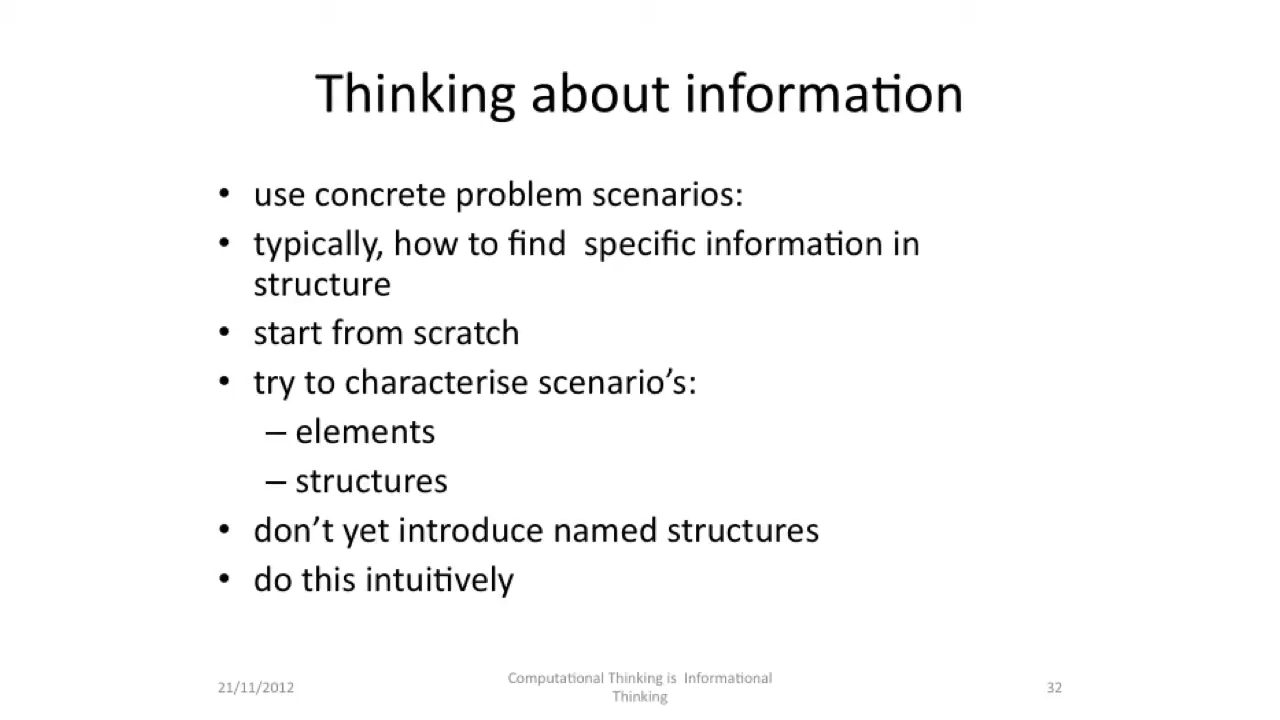 Thinking about information
• use concrete problem scenarios:
• typically, how to find  specific information in
structure
• start from scratch
• try to characterise scenario’s:
– elements
– structures
• don’t yet introduce named structures
• do this intuitively
21/11/2012
Computational Thinking is  Informational
Thinking
32